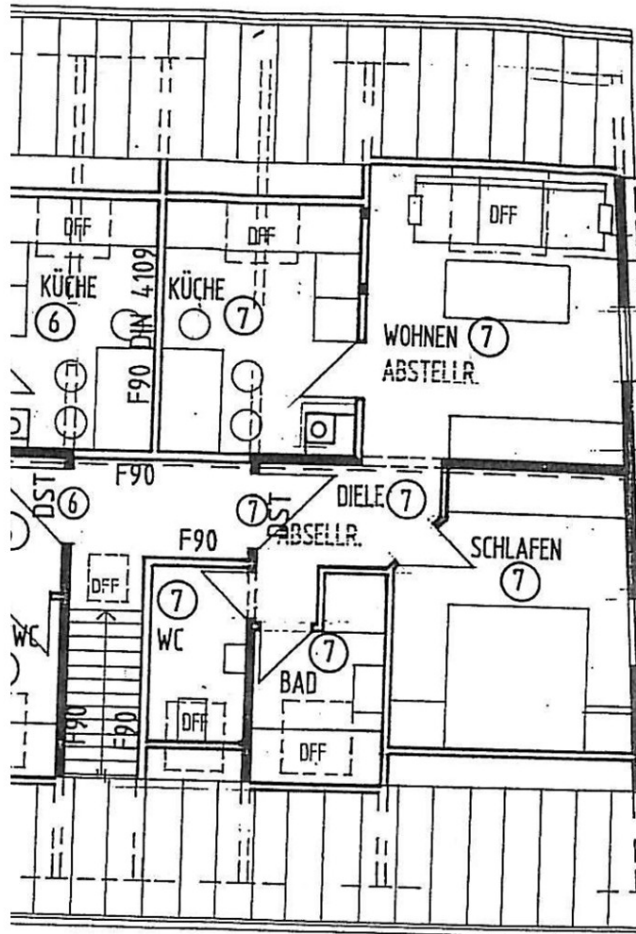 DFF
DFF
DFF
KÜCHE
6
F90 DIN 4109
KÜCHE
7
WOHNEN 7
ABSTELLR.
F90
DST
6
7
DST
DIELE 7
ABSELLR.
F90
SCHLAFEN
7
DFF
7
WC
WC
7
BAD
F90
F90
DFF
DFF